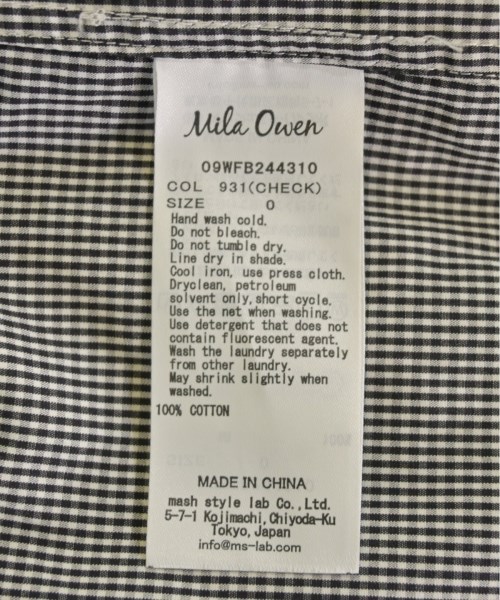 Mila Owen
09WFB244310
COL 931(CHECK)
SIZE 0
Hand wash cold.
Do not bleach.
Do not tumble dry.
Line dry in shade.
Cool iron, use press cloth.
Dryclean, petroleum
solvent only, short cycle.
Use the net when washing.
Use detergent that does not
contain fluorescent agent.
Wash the laundry separately
from other laundry.
May shrink slightly when
washed.
100% COTTON
MADE IN CHINA
mash style lab Co., Ltd.
5-7-1 Kojimachi, Chiyoda-Ku
Tokyo, Japan
info@ms-lab.com